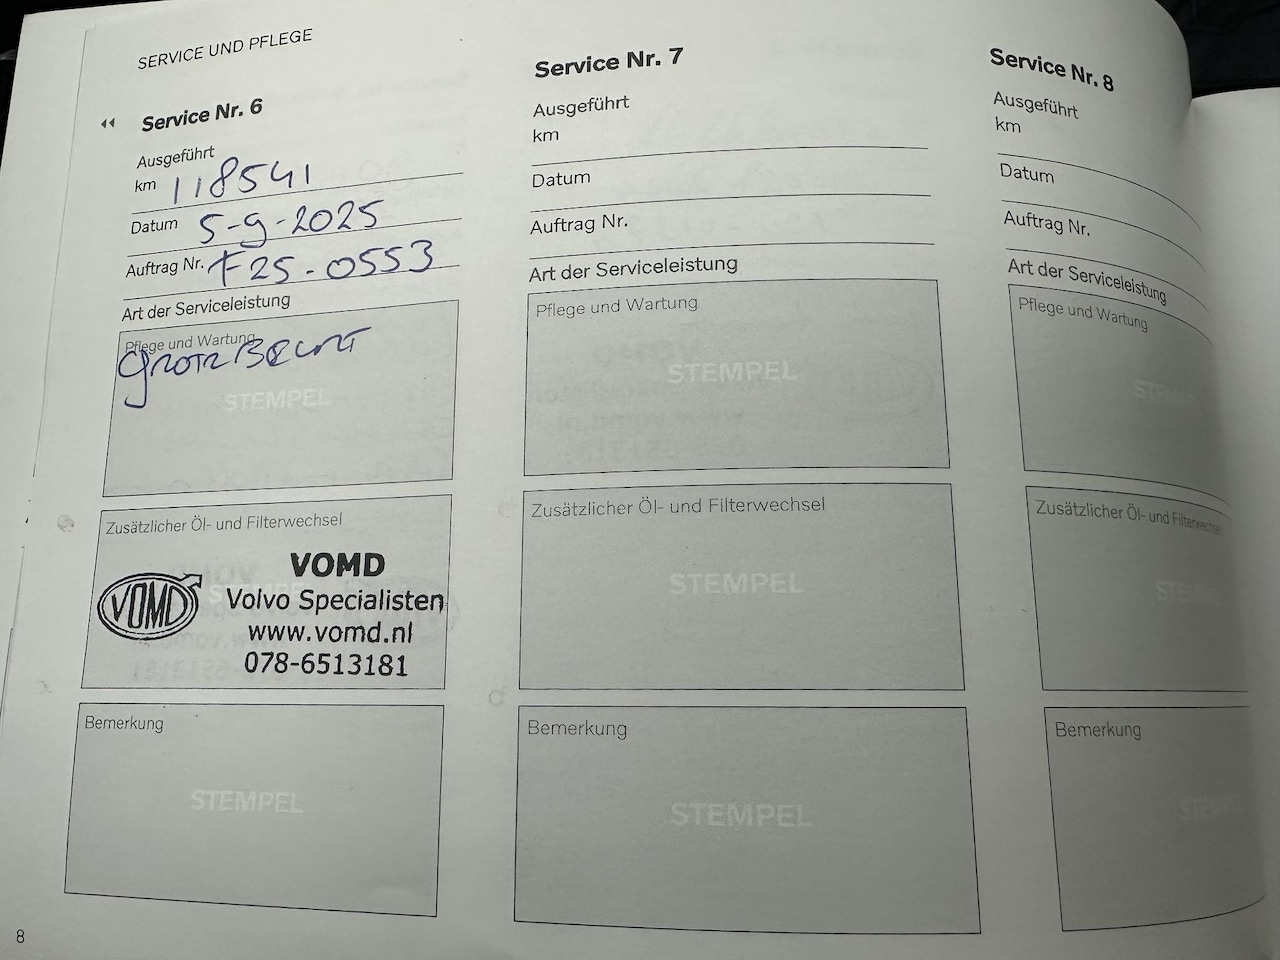 SERVICE UND PFLEGE
Service Nr. 6
Ausgeführt
km 118541
Datum 5-9-2025
Auftrag Nr. F25-0553
Art der Serviceleistung
Pflege und Wartung
GROTE BEURT
STEMPEL
Zusätzlicher Öl- und Filterwechsel
VOMD
VOMD
Volvo Specialisten
www.vomd.nl
078-6513181
Bemerkung
STEMPEL
Service Nr. 7
Ausgeführt
km
Datum
Auftrag Nr.
Art der Serviceleistung
Pflege und Wartung
STEMPEL
Zusätzlicher Öl- und Filterwechsel
STEMPEL
Bemerkung
STEMPEL
Service Nr. 8
Ausgeführt
km
Datum
Auftrag Nr.
Art der Serviceleistung
Pflege und Wartung
STEMPEL
Zusätzlicher Öl- und Filterwechsel
STEMPEL
Bemerkung
STEMPEL
8